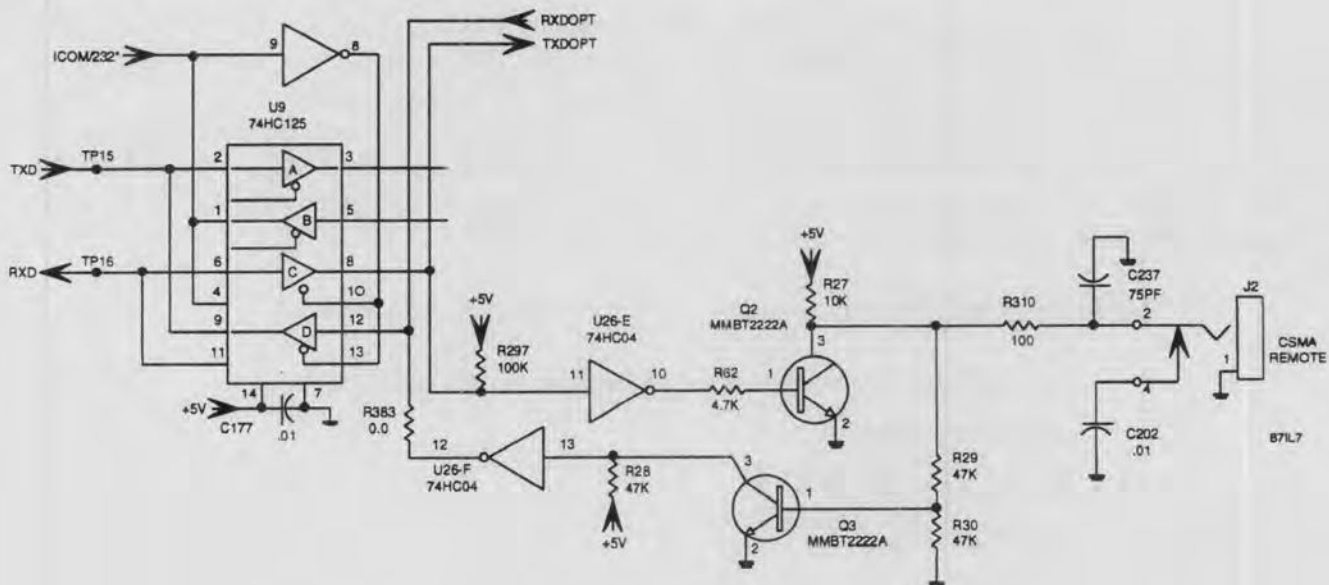 RXDOPT
TXDOPT
ICOM/232*
9
8
U9
74HC125
TXD
TP15
2
A
3
1
B
5
RXD
TP16
6
C
8
4
10
9
D
12
11
13
14
7
+5V
C177
.01
+5V
R297
100K
R383
0.0
11
U26-E
74HC04
10
R62
4.7K
12
U26-F
74HC04
13
R28
47K
+5V
+5V
R27
10K
Q2
MMBT2222A
3
1
2
3
1
2
Q3
MMBT2222A
R310
100
R29
47K
R30
47K
C237
75PF
2
4
C202
.01
J2
1
CSMA
REMOTE
87IL7